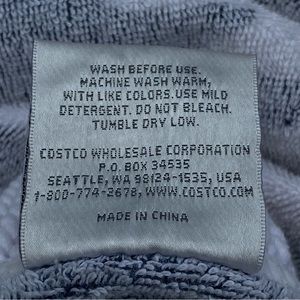 WASH BEFORE USE.
MACHINE WASH WARM,
WITH LIKE COLORS. USE MILD
DETERGENT. DO NOT BLEACH.
TUMBLE DRY LOW.
COSTCO WHOLESALE CORPORATION
P.O. BOX 34535
SEATTLE, WA 98124-1535, USA
1-800-774-2678, WWW.COSTCO.COM
MADE IN CHINA